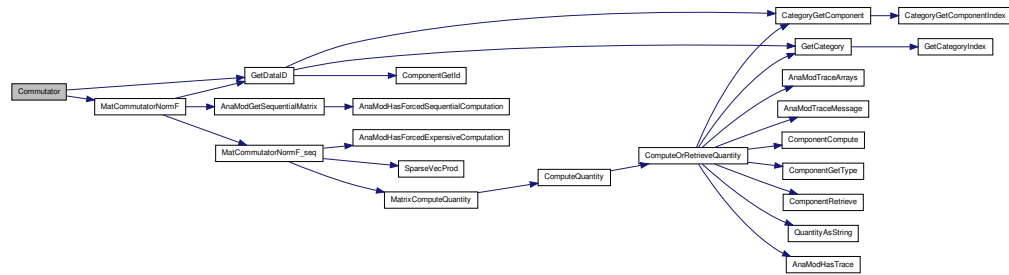 Commutator
MatCommutatorNormF
GetDataID
AnaModGetSequentialMatrix
MatCommutatorNormF_seq
ComponentGetId
AnaModHasForcedSequentialComputation
AnaModHasForcedExpensiveComputation
SparseVecProd
MatrixComputeQuantity
ComputeQuantity
ComputeOrRetrieveQuantity
CategoryGetComponent
GetCategory
AnaModTraceArrays
AnaModTraceMessage
ComponentCompute
ComponentGetType
ComponentRetrieve
QuantityAsString
AnaModHasTrace
CategoryGetComponentIndex
GetCategoryIndex